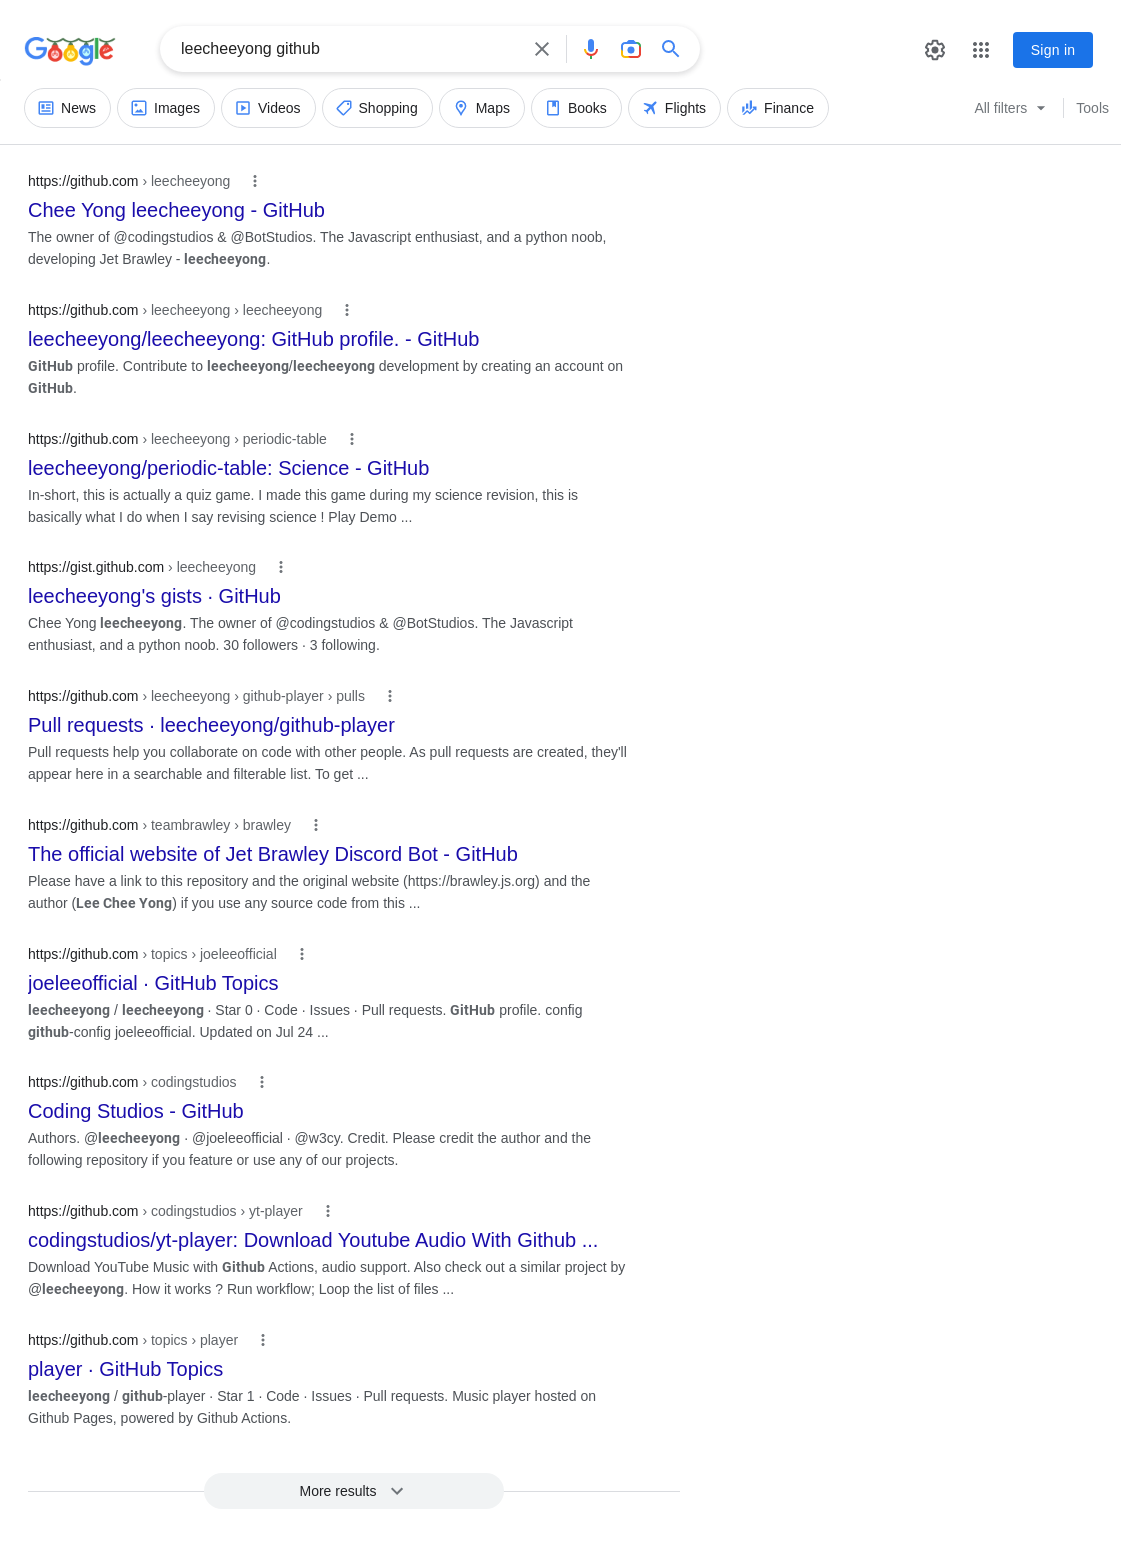 Google
leecheeyong github
Sign in
News Images Videos Shopping Maps Books Flights Finance All filters Tools
https://github.com › leecheeyong
Chee Yong leecheeyong - GitHub
The owner of @codingstudios & @BotStudios. The Javascript enthusiast, and a python noob,
developing Jet Brawley - leecheeyong.
https://github.com › leecheeyong › leecheeyong
leecheeyong/leecheeyong: GitHub profile. - GitHub
GitHub profile. Contribute to leecheeyong/leecheeyong development by creating an account on
GitHub.
https://github.com › leecheeyong › periodic-table
leecheeyong/periodic-table: Science - GitHub
In-short, this is actually a quiz game. I made this game during my science revision, this is
basically what I do when I say revising science ! Play Demo ...
https://gist.github.com › leecheeyong
leecheeyong's gists · GitHub
Chee Yong leecheeyong. The owner of @codingstudios & @BotStudios. The Javascript
enthusiast, and a python noob. 30 followers · 3 following.
https://github.com › leecheeyong › github-player › pulls
Pull requests · leecheeyong/github-player
Pull requests help you collaborate on code with other people. As pull requests are created, they'll
appear here in a searchable and filterable list. To get ...
https://github.com › teambrawley › brawley
The official website of Jet Brawley Discord Bot - GitHub
Please have a link to this repository and the original website (https://brawley.js.org) and the
author (Lee Chee Yong) if you use any source code from this ...
https://github.com › topics › joeleeofficial
joeleeofficial · GitHub Topics
leecheeyong / leecheeyong · Star 0 · Code · Issues · Pull requests. GitHub profile. config
github-config joeleeofficial. Updated on Jul 24 ...
https://github.com › codingstudios
Coding Studios - GitHub
Authors. @leecheeyong · @joeleeofficial · @w3cy. Credit. Please credit the author and the
following repository if you feature or use any of our projects.
https://github.com › codingstudios › yt-player
codingstudios/yt-player: Download Youtube Audio With Github ...
Download YouTube Music with Github Actions, audio support. Also check out a similar project by
@leecheeyong. How it works ? Run workflow; Loop the list of files ...
https://github.com › topics › player
player · GitHub Topics
leecheeyong / github-player · Star 1 · Code · Issues · Pull requests. Music player hosted on
Github Pages, powered by Github Actions.
More results